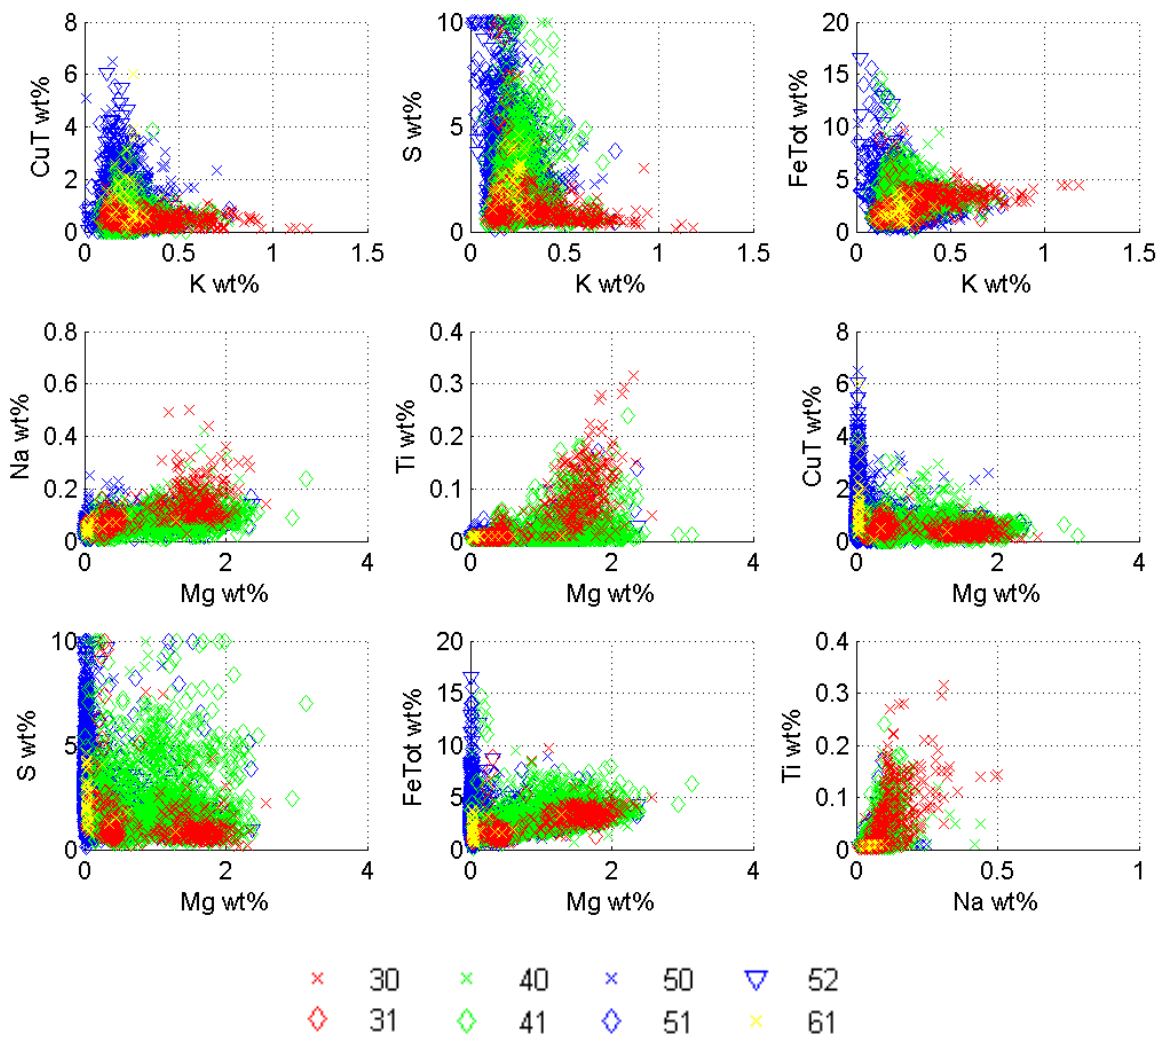 8
6
4
2
0
CuT wt%
0 0.5 1 1.5
K wt%
10
5
0
S wt%
0 0.5 1 1.5
K wt%
20
15
10
5
0
FeTot wt%
0 0.5 1 1.5
K wt%
0.8
0.6
0.4
0.2
0
Na wt%
0 2 4
Mg wt%
0.4
0.3
0.2
0.1
0
Ti wt%
0 2 4
Mg wt%
8
6
4
2
0
CuT wt%
0 2 4
Mg wt%
10
5
0
S wt%
0 2 4
Mg wt%
20
15
10
5
0
FeTot wt%
0 2 4
Mg wt%
0.4
0.3
0.2
0.1
0
Ti wt%
0 0.5 1
Na wt%
30 40 50 52
31 41 51 61